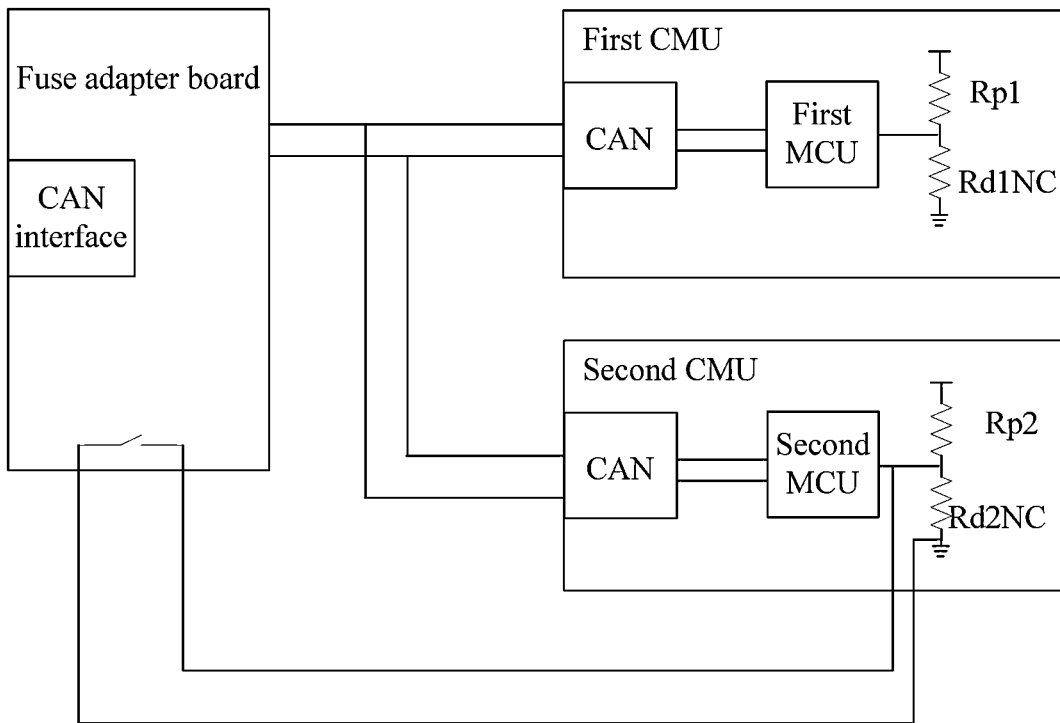 Fuse adapter board
CAN
interface
First CMU
CAN
First
MCU
Rp1
Rd1NC
Second CMU
CAN
Second
MCU
Rp2
Rd2NC